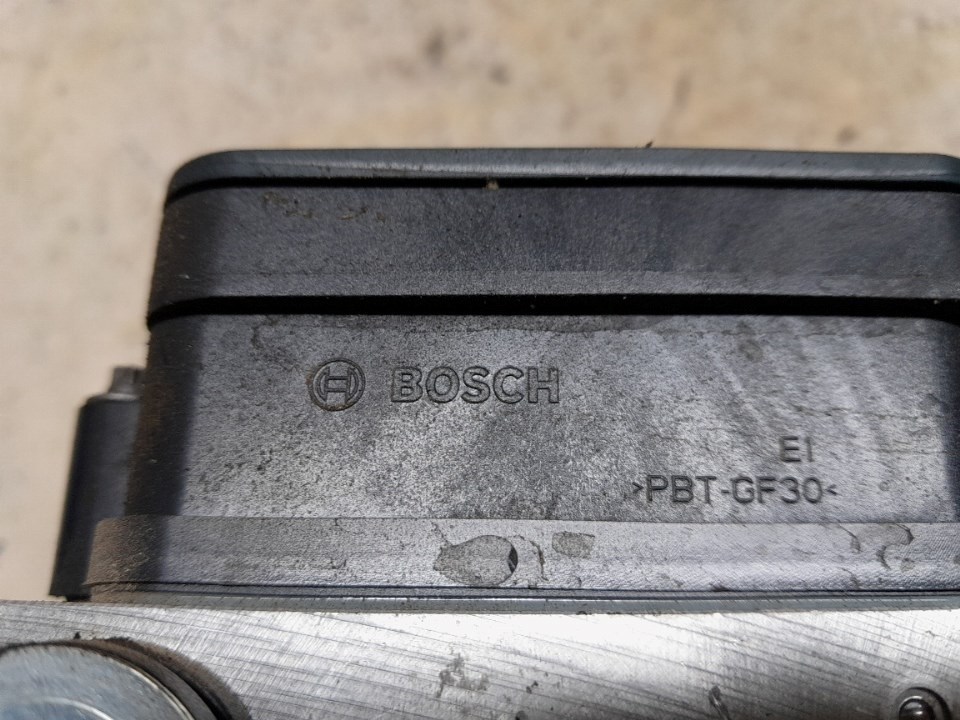 BOSCH
EI
>PBT-GF30<